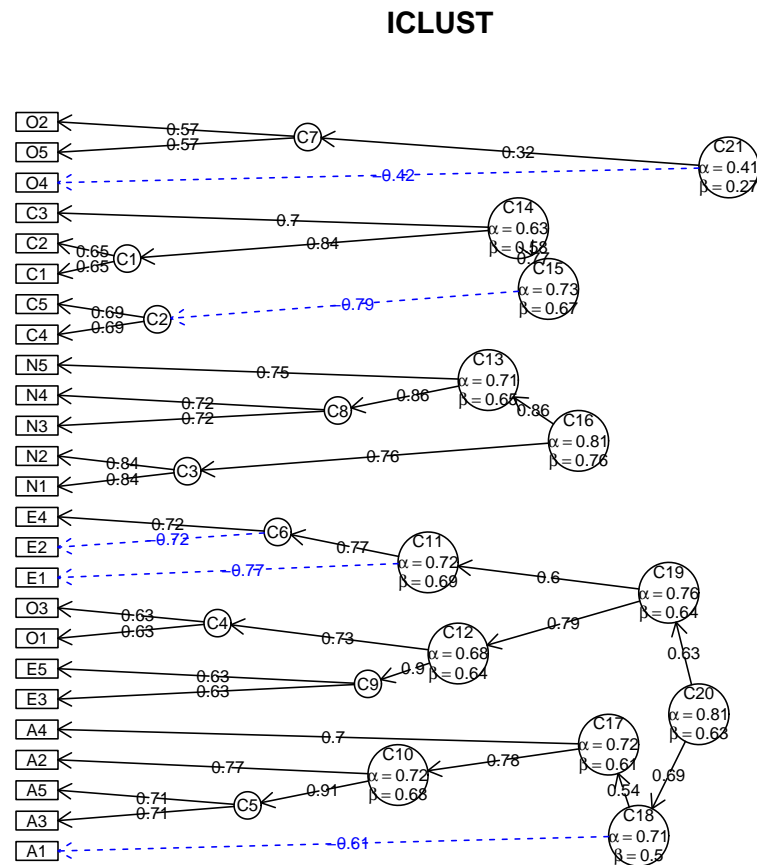 ICLUST
O2
0.57
C7
O5
0.57
0.32
C21
α = 0.41
β = 0.27
O4
-0.42
C3
0.7
C14
α = 0.63
β = 0.58
C2
0.65
C1
0.84
C1
0.65
C15
α = 0.73
β = 0.67
C5
0.69
C2
-0.79
C4
0.69
N5
0.75
C13
α = 0.71
β = 0.65
N4
0.72
C8
0.86
0.86
N3
0.72
C16
α = 0.81
β = 0.76
N2
0.84
C3
0.76
N1
0.84
E4
0.72
C6
0.77
E2
-0.72
C11
α = 0.72
β = 0.69
E1
-0.77
0.6
C19
α = 0.76
β = 0.64
O3
0.63
C4
0.73
O1
0.63
C12
α = 0.68
β = 0.64
0.79
0.63
E5
0.63
C9
0.9
E3
0.63
C20
α = 0.81
β = 0.63
A4
0.7
C17
α = 0.72
β = 0.61
A2
0.77
C10
α = 0.72
β = 0.68
0.78
0.69
A5
0.71
C5
0.91
0.54
A3
0.71
C18
α = 0.71
β = 0.5
A1
-0.61